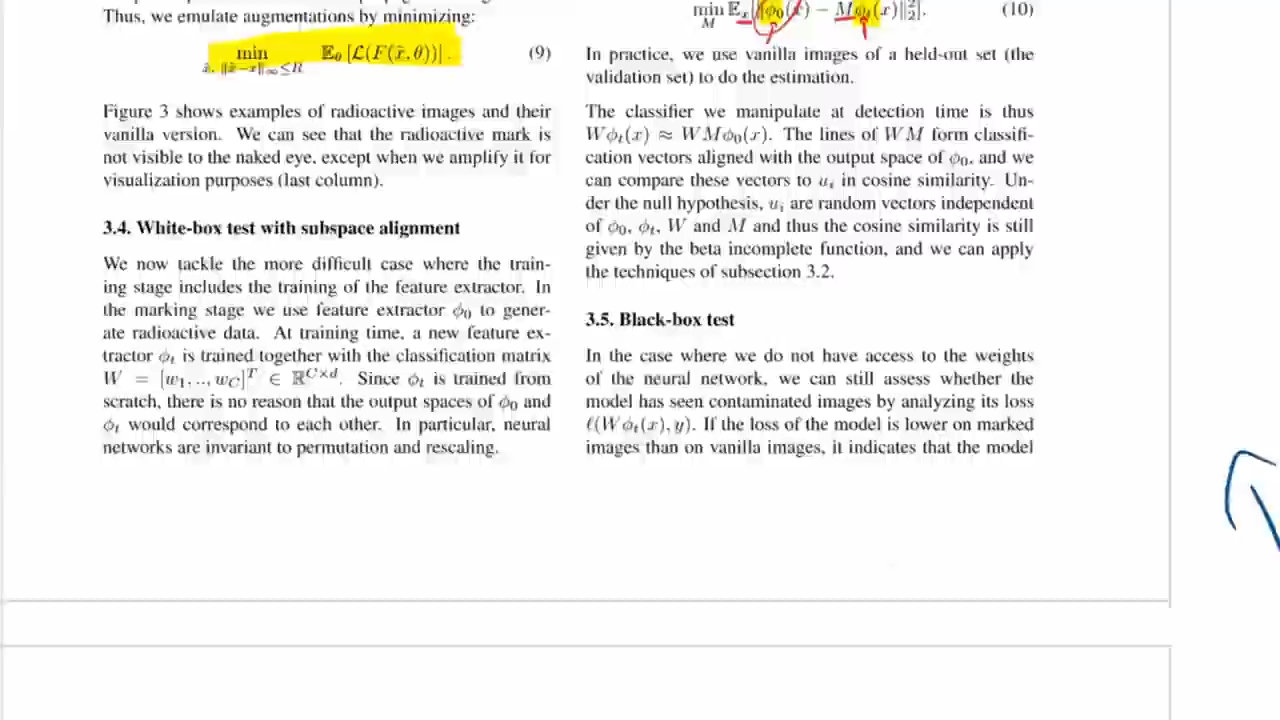 Thus, we emulate augmentations by minimizing:
min E_θ [L(F(x̃, θ))] . (9)
x̃, ‖x̃−x‖∞≤R
Figure 3 shows examples of radioactive images and their
vanilla version. We can see that the radioactive mark is
not visible to the naked eye, except when we amplify it for
visualization purposes (last column).
3.4. White-box test with subspace alignment
We now tackle the more difficult case where the train-
ing stage includes the training of the feature extractor. In
the marking stage we use feature extractor ϕ0 to gener-
ate radioactive data. At training time, a new feature ex-
tractor ϕt is trained together with the classification matrix
W = [w1, .., wC]^T ∈ ℝ^{C×d}. Since ϕt is trained from
scratch, there is no reason that the output spaces of ϕ0 and
ϕt would correspond to each other. In particular, neural
networks are invariant to permutation and rescaling.
min E_x[‖ϕ0(x) − Mϕt(x)‖²₂]. (10)
M
In practice, we use vanilla images of a held-out set (the
validation set) to do the estimation.
The classifier we manipulate at detection time is thus
Wϕt(x) ≈ WMϕ0(x). The lines of WM form classifi-
cation vectors aligned with the output space of ϕ0, and we
can compare these vectors to ui in cosine similarity. Un-
der the null hypothesis, ui are random vectors independent
of ϕ0, ϕt, W and M and thus the cosine similarity is still
given by the beta incomplete function, and we can apply
the techniques of subsection 3.2.
3.5. Black-box test
In the case where we do not have access to the weights
of the neural network, we can still assess whether the
model has seen contaminated images by analyzing its loss
ℓ(Wϕt(x), y). If the loss of the model is lower on marked
images than on vanilla images, it indicates that the model